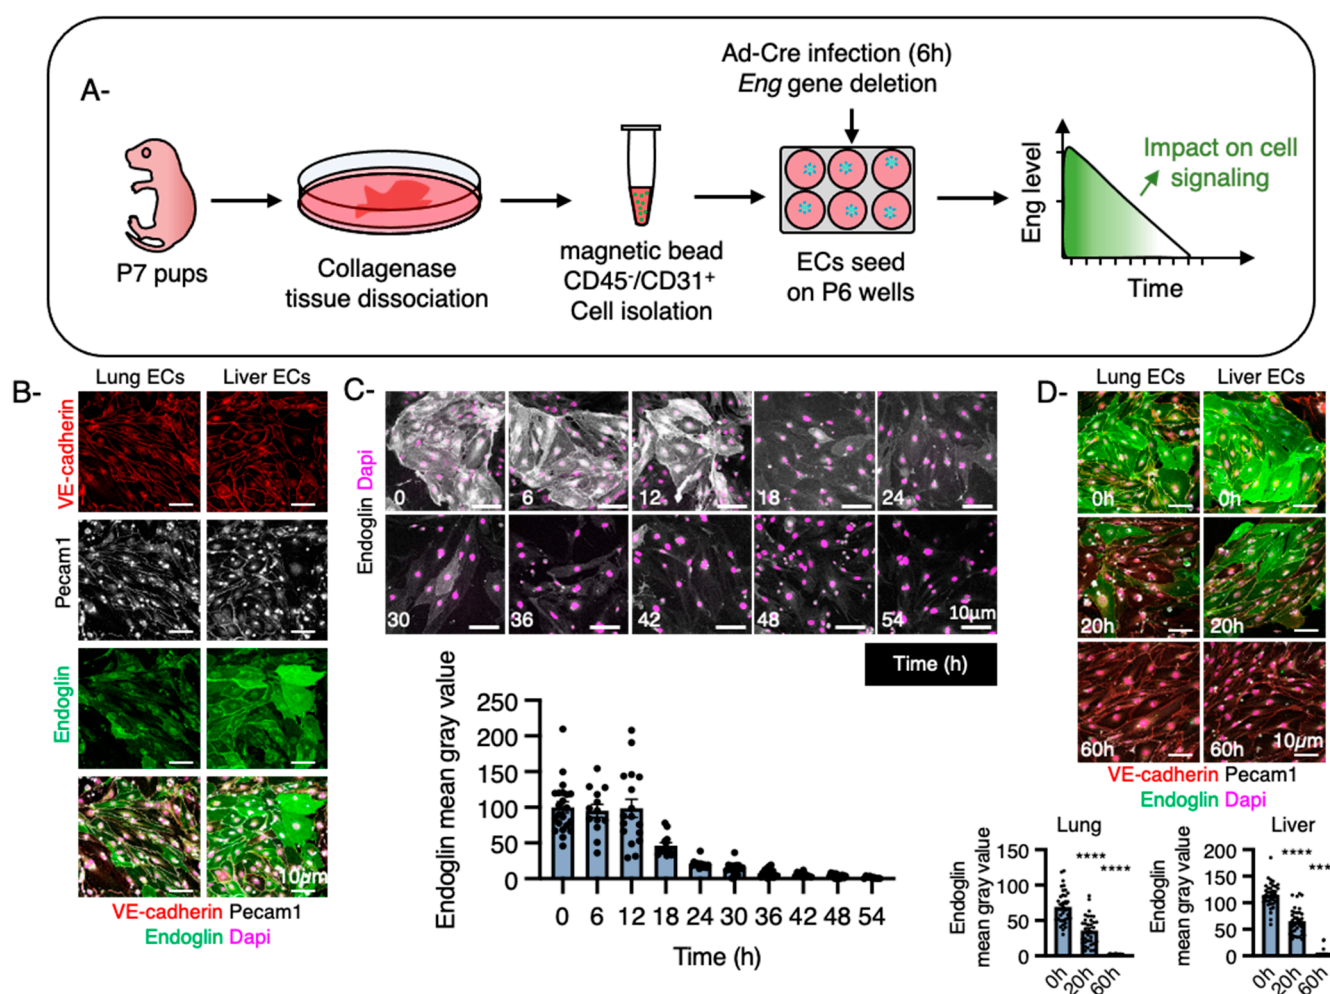 A-
Ad-Cre infection (6h)
Eng gene deletion
P7 pups
Collagenase
tissue dissociation
magnetic bead
CD45-/CD31+
Cell isolation
ECs seed
on P6 wells
Eng level
Impact on cell
signaling
Time
B-
Lung ECs
Liver ECs
VE-cadherin
Pecam1
Endoglin
10µm
VE-cadherin Pecam1
Endoglin Dapi
C-
Endoglin Dapi
0
6
12
18
24
30
36
42
48
54
10µm
Time (h)
Endoglin mean gray value
250
200
150
100
50
0
0 6 12 18 24 30 36 42 48 54
Time (h)
D-
Lung ECs
Liver ECs
0h
0h
20h
20h
60h
60h
10µm
VE-cadherin Pecam1
Endoglin Dapi
Lung
Endoglin
mean gray value
150
100
50
0
****
****
0h
20h
60h
Liver
Endoglin
mean gray value
200
150
100
50
0
****
***
0h
20h
60h